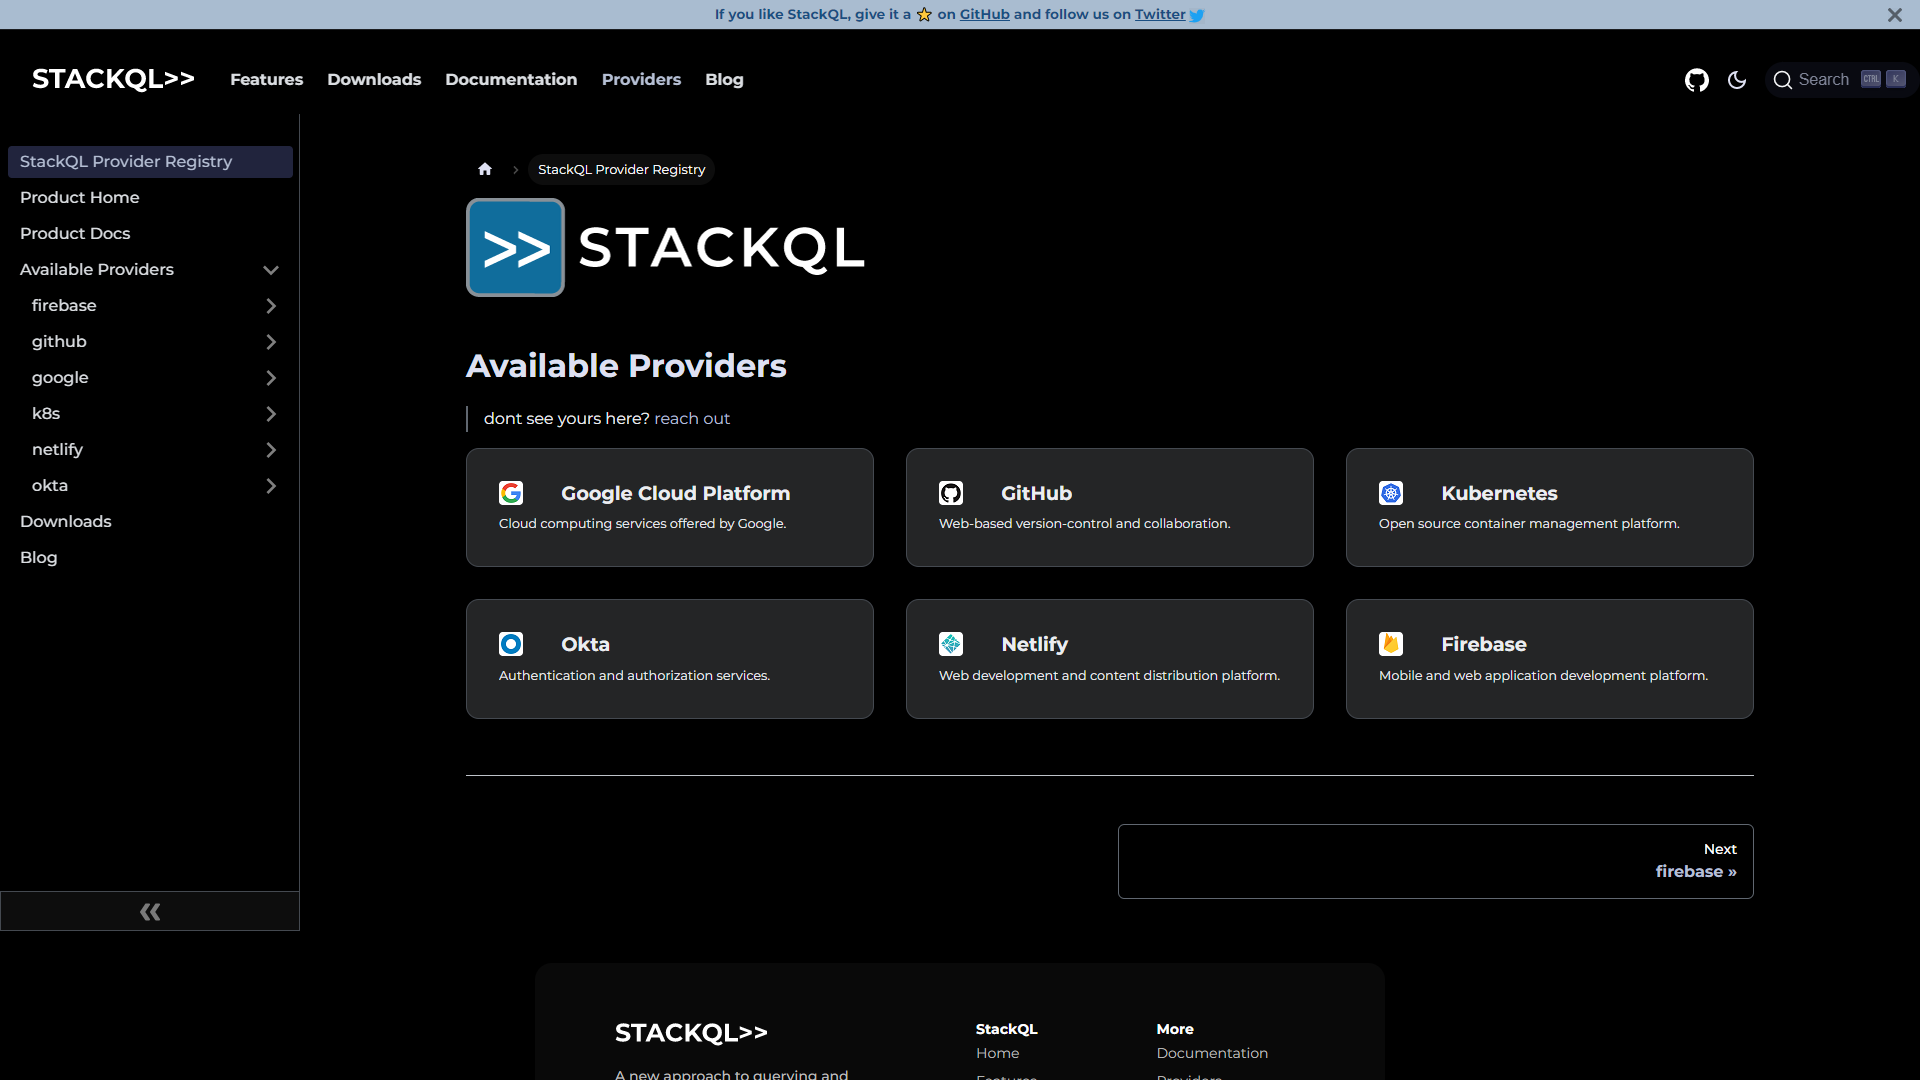 If you like StackQL, give it a ⭐ on GitHub and follow us on Twitter
STACKQL>>
Features
Downloads
Documentation
Providers
Blog
Search
CTRL
K
StackQL Provider Registry
Product Home
Product Docs
Available Providers
firebase
github
google
k8s
netlify
okta
Downloads
Blog
StackQL Provider Registry
>> STACKQL
Available Providers
dont see yours here? reach out
Google Cloud Platform
Cloud computing services offered by Google.
GitHub
Web-based version-control and collaboration.
Kubernetes
Open source container management platform.
Okta
Authentication and authorization services.
Netlify
Web development and content distribution platform.
Firebase
Mobile and web application development platform.
Next
firebase »
STACKQL>>
A new approach to querying and
StackQL
Home
Features
More
Documentation
Providers